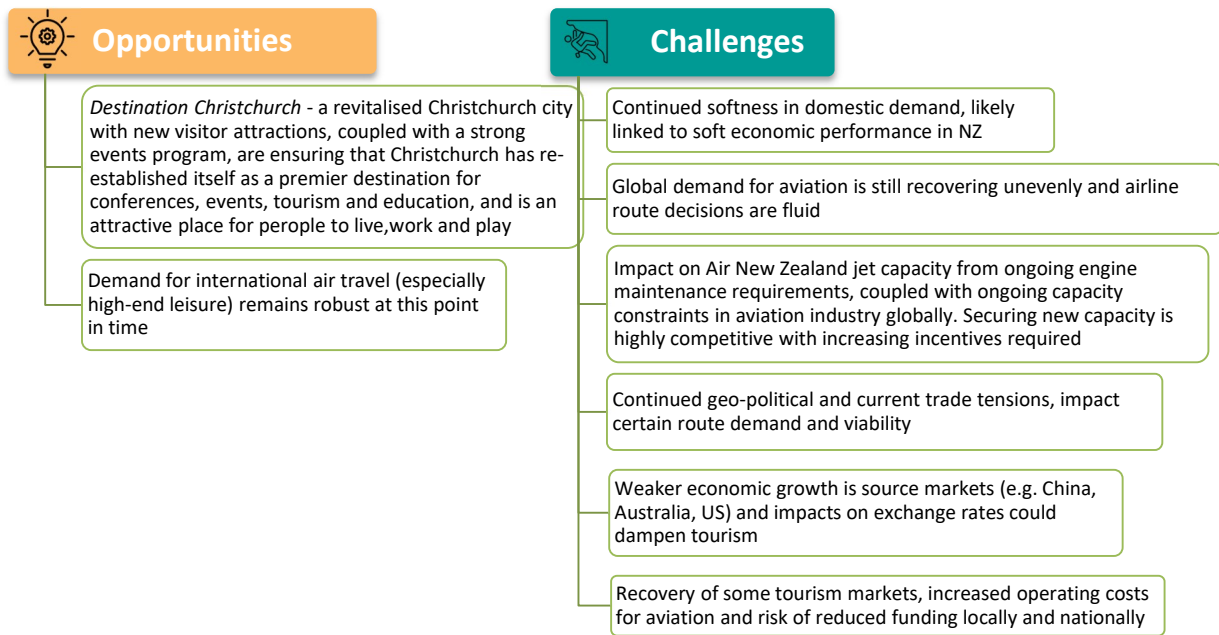 Opportunities
Destination Christchurch - a revitalised Christchurch city
with new visitor attractions, coupled with a strong
events program, are ensuring that Christchurch has re-
established itself as a premier destination for
conferences, events, tourism and education, and is an
attractive place for perople to live,work and play
Demand for international air travel (especially
high-end leisure) remains robust at this point
in time
Challenges
Continued softness in domestic demand, likely
linked to soft economic performance in NZ
Global demand for aviation is still recovering unevenly and airline
route decisions are fluid
Impact on Air New Zealand jet capacity from ongoing engine
maintenance requirements, coupled with ongoing capacity
constraints in aviation industry globally. Securing new capacity is
highly competitive with increasing incentives required
Continued geo-political and current trade tensions, impact
certain route demand and viability
Weaker economic growth is source markets (e.g. China,
Australia, US) and impacts on exchange rates could
dampen tourism
Recovery of some tourism markets, increased operating costs
for aviation and risk of reduced funding locally and nationally